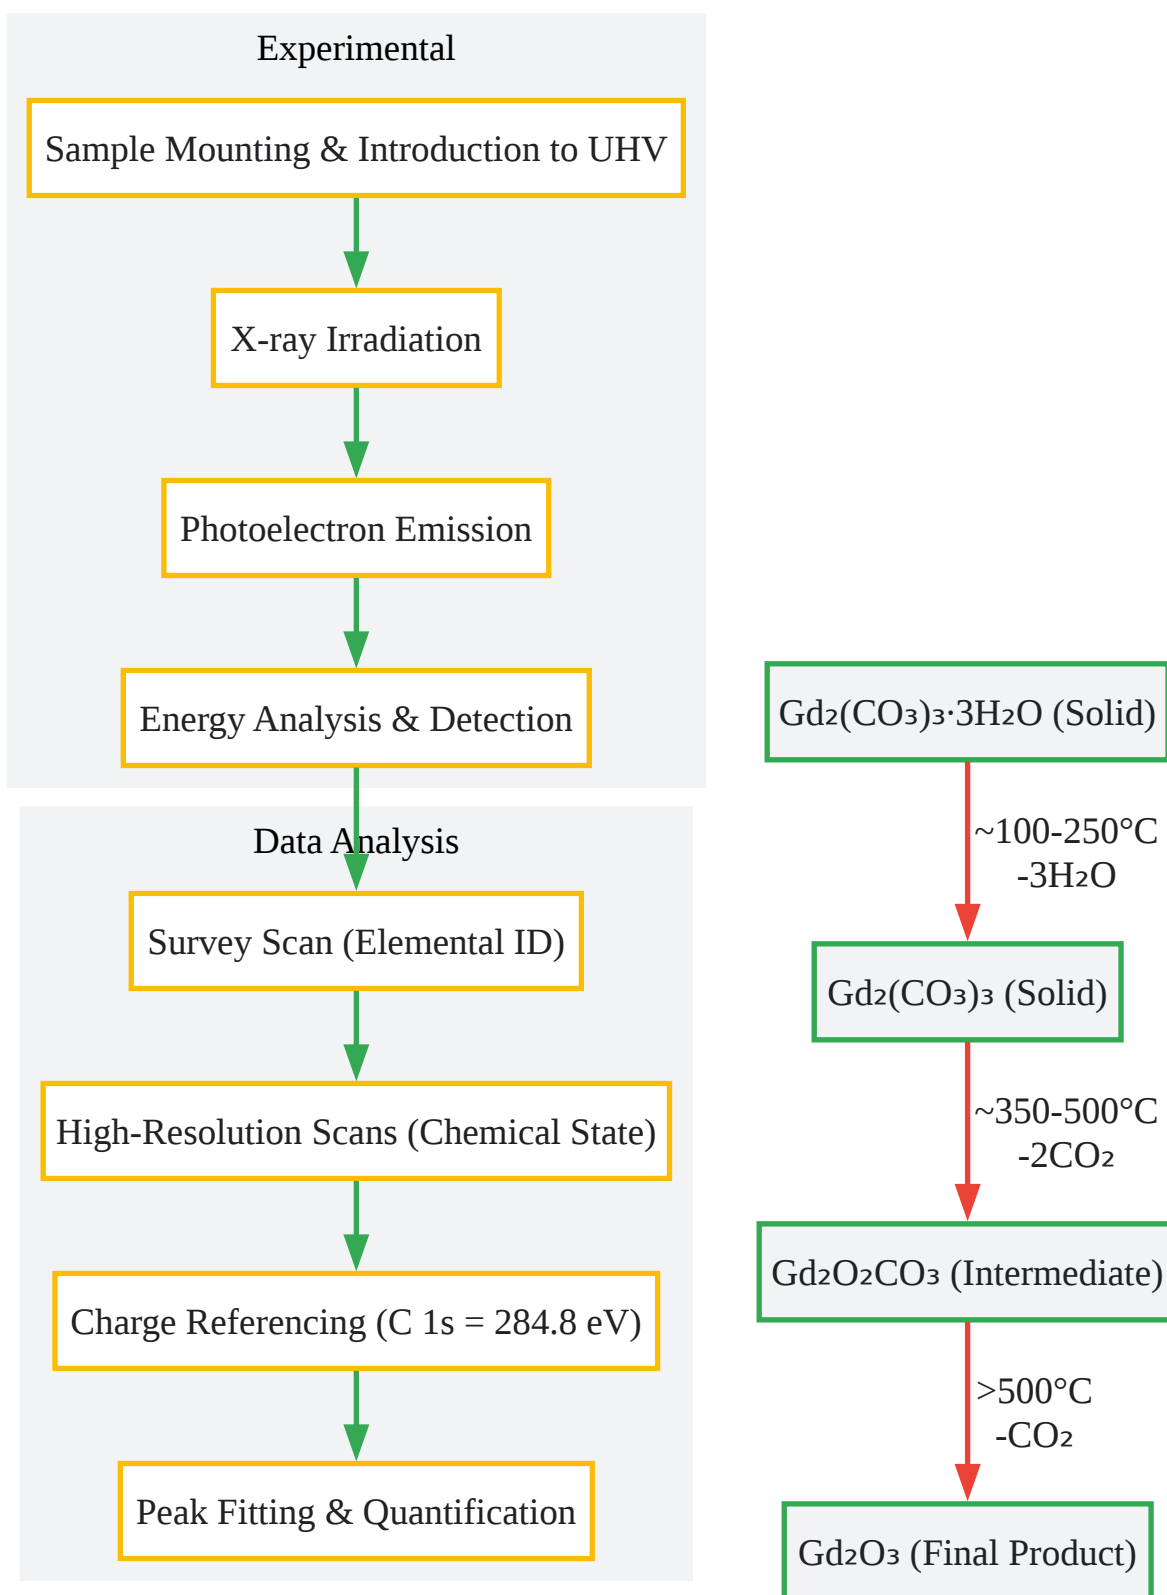 Experimental
Sample Mounting & Introduction to UHV
X-ray Irradiation
Photoelectron Emission
Energy Analysis & Detection
Data Analysis
Survey Scan (Elemental ID)
High-Resolution Scans (Chemical State)
Charge Referencing (C 1s = 284.8 eV)
Peak Fitting & Quantification
Gd₂(CO₃)₃·3H₂O (Solid)
~100-250°C
-3H₂O
Gd₂(CO₃)₃ (Solid)
~350-500°C
-2CO₂
Gd₂O₂CO₃ (Intermediate)
>500°C
-CO₂
Gd₂O₃ (Final Product)